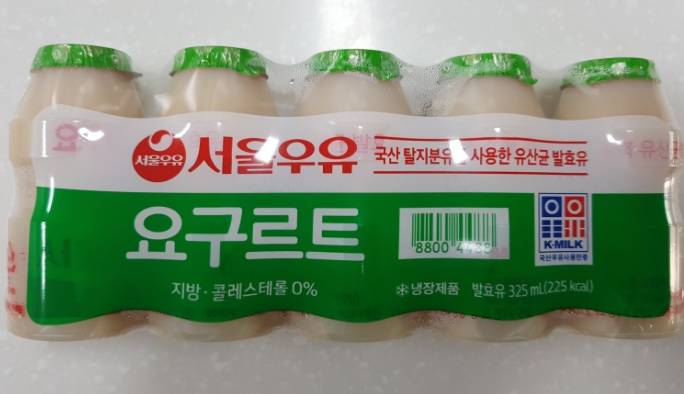 서울우유
서울우유
국산 탈지분유를 사용한 유산균 발효유
요구르트
K-MILK
국산우유사용인증
지방·콜레스테롤 0%
냉장제품 발효유 325 mL(225 kcal)
8800